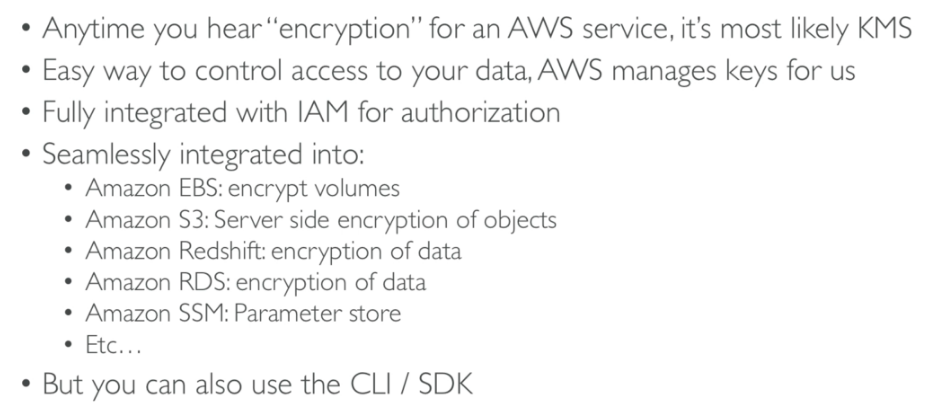 • Anytime you hear “encryption” for an AWS service, it’s most likely KMS
• Easy way to control access to your data, AWS manages keys for us
• Fully integrated with IAM for authorization
• Seamlessly integrated into:
• Amazon EBS: encrypt volumes
• Amazon S3: Server side encryption of objects
• Amazon Redshift: encryption of data
• Amazon RDS: encryption of data
• Amazon SSM: Parameter store
• Etc…
• But you can also use the CLI / SDK